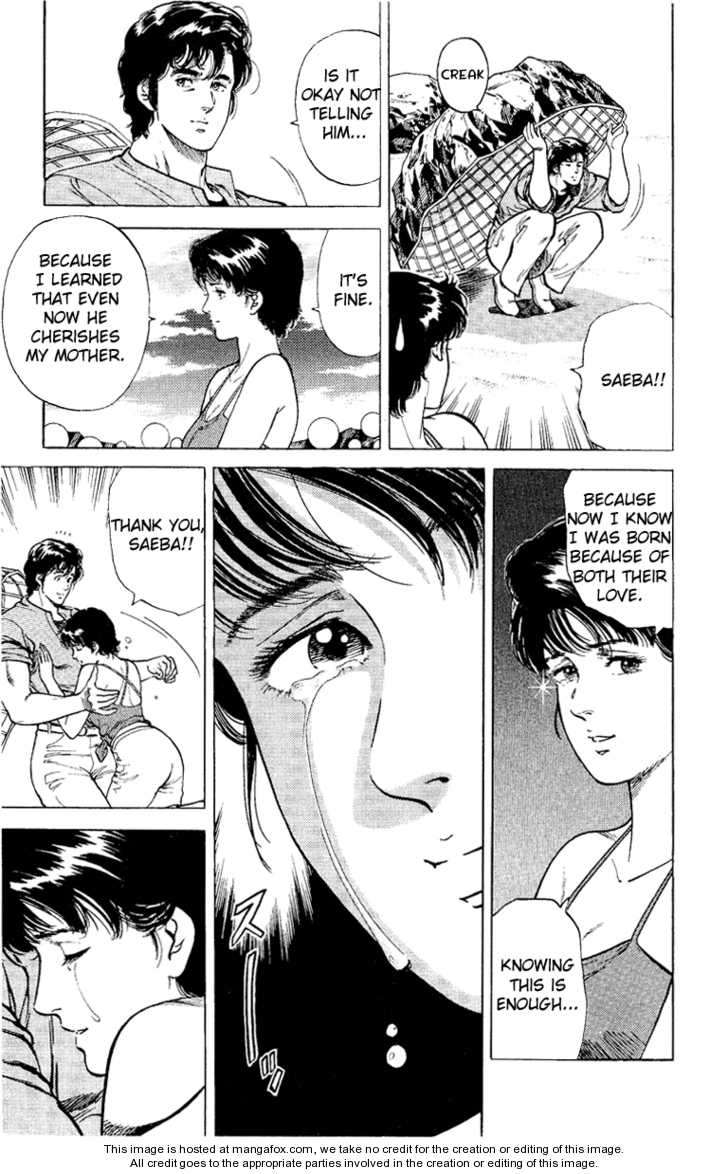 CREAK
SAEBA!!
IS IT
OKAY NOT
TELLING
HIM...
IT'S
FINE.
BECAUSE
I LEARNED
THAT EVEN
NOW HE
CHERISHES
MY MOTHER.
BECAUSE
NOW I KNOW
I WAS BORN
BECAUSE OF
BOTH THEIR
LOVE.
KNOWING
THIS IS
ENOUGH...
スーッ
THANK YOU,
SAEBA!!
This image is hosted at mangafox.com, we take no credit for the creation or editing of this image.
All credit goes to the appropriate parties involved in the creation or editing of this image.